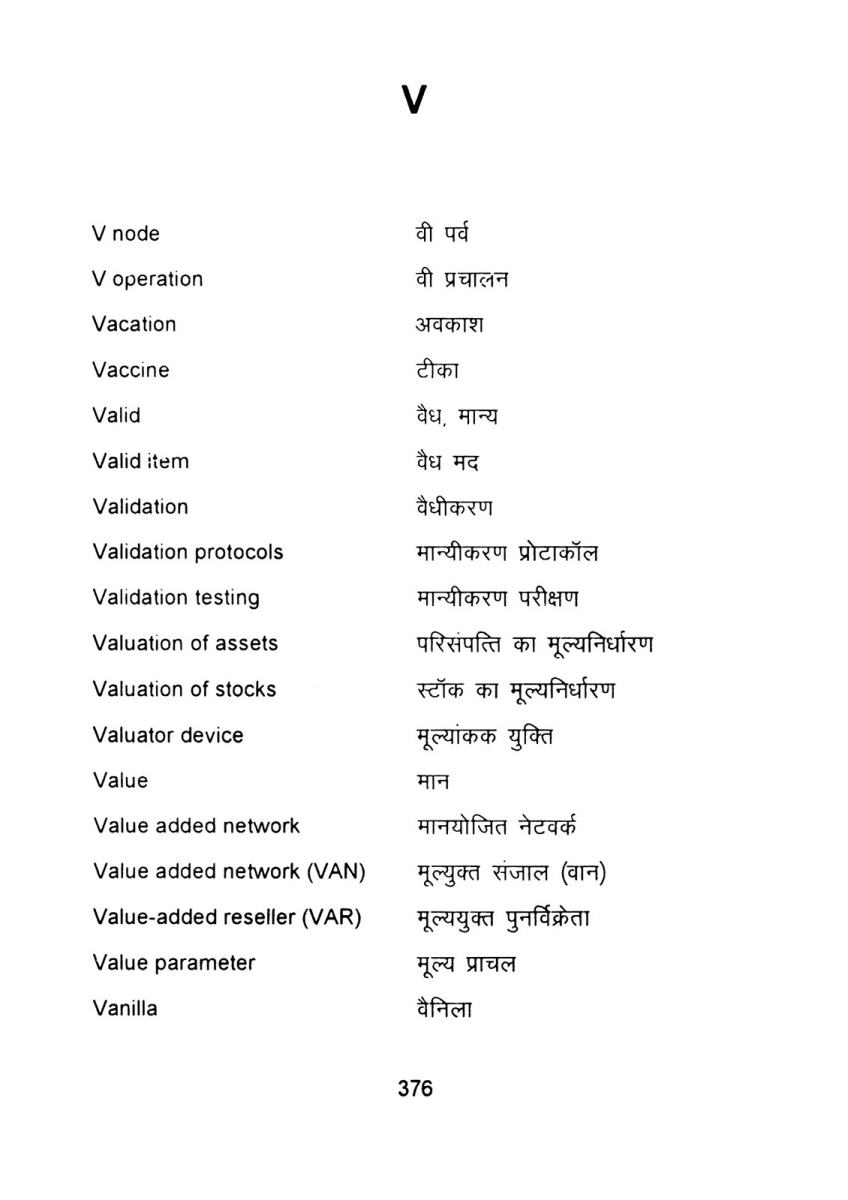 V
V node वी पर्व
V operation वी प्रचालन
Vacation अवकाश
Vaccine टीका
Valid वैध, मान्य
Valid item वैध मद
Validation वैधीकरण
Validation protocols मान्यीकरण प्रोटाकॉल
Validation testing मान्यीकरण परीक्षण
Valuation of assets परिसंपत्ति का मूल्यनिर्धारण
Valuation of stocks स्टॉक का मूल्यनिर्धारण
Valuator device मूल्यांकक युक्ति
Value मान
Value added network मानयोजित नेटवर्क
Value added network (VAN) मूल्युक्त संजाल (वान)
Value-added reseller (VAR) मूल्ययुक्त पुनर्विक्रेता
Value parameter मूल्य प्राचल
Vanilla वैनिला
376